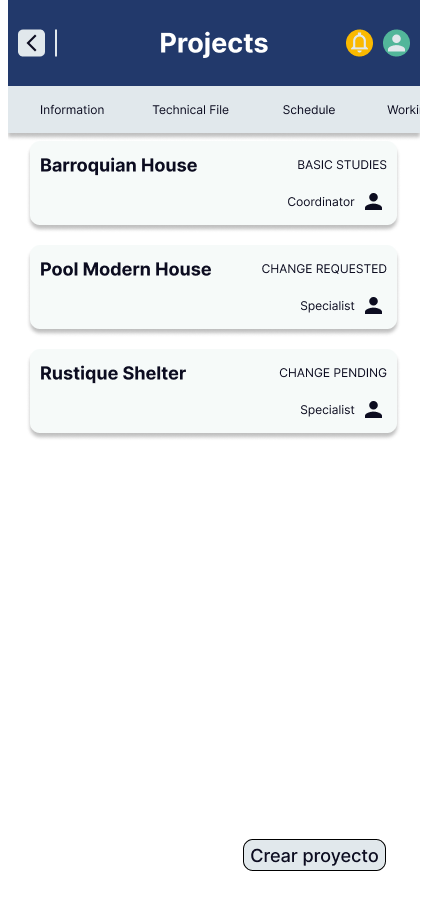 Projects
Information Technical File Schedule Worki
Barroquian House BASIC STUDIES
Coordinator
Pool Modern House CHANGE REQUESTED
Specialist
Rustique Shelter CHANGE PENDING
Specialist
Crear proyecto